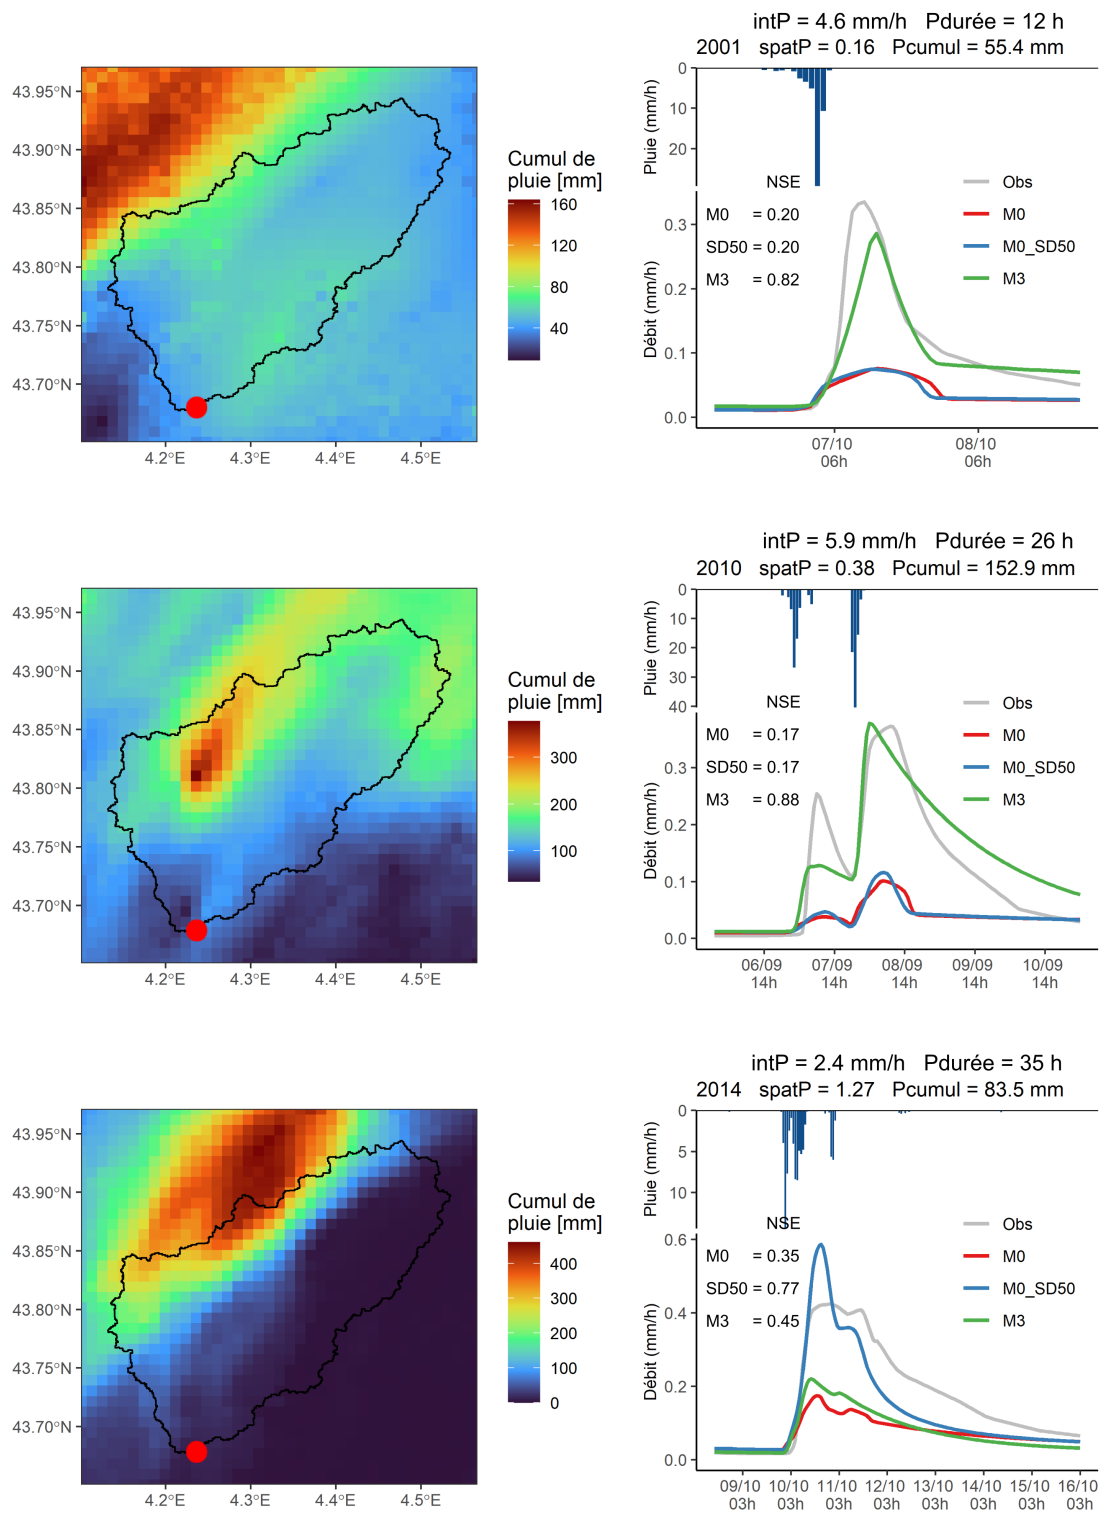 intP = 4.6 mm/h Pdurée = 12 h
2001 spatP = 0.16 Pcumul = 55.4 mm
43.95°N
43.90°N
43.85°N
43.80°N
43.75°N
43.70°N
4.2°E 4.3°E 4.4°E 4.5°E
Cumul de
pluie [mm]
160
120
80
40
Pluie (mm/h)
0
10
20
Débit (mm/h)
0.3
0.2
0.1
0.0
NSE
M0 = 0.20
SD50 = 0.20
M3 = 0.82
Obs
M0
M0_SD50
M3
07/10 08/10
06h 06h
intP = 5.9 mm/h Pdurée = 26 h
2010 spatP = 0.38 Pcumul = 152.9 mm
43.95°N
43.90°N
43.85°N
43.80°N
43.75°N
43.70°N
4.2°E 4.3°E 4.4°E 4.5°E
Cumul de
pluie [mm]
300
200
100
Pluie (mm/h)
0
10
20
30
40
Débit (mm/h)
0.3
0.2
0.1
0.0
NSE
M0 = 0.17
SD50 = 0.17
M3 = 0.88
Obs
M0
M0_SD50
M3
06/09 07/09 08/09 09/09 10/09
14h 14h 14h 14h 14h
intP = 2.4 mm/h Pdurée = 35 h
2014 spatP = 1.27 Pcumul = 83.5 mm
43.95°N
43.90°N
43.85°N
43.80°N
43.75°N
43.70°N
4.2°E 4.3°E 4.4°E 4.5°E
Cumul de
pluie [mm]
400
300
200
100
0
Pluie (mm/h)
0
5
10
Débit (mm/h)
0.6
0.4
0.2
0.0
NSE
M0 = 0.35
SD50 = 0.77
M3 = 0.45
Obs
M0
M0_SD50
M3
09/10 10/10 11/10 12/10 13/10 14/10 15/10 16/10
03h 03h 03h 03h 03h 03h 03h 03h